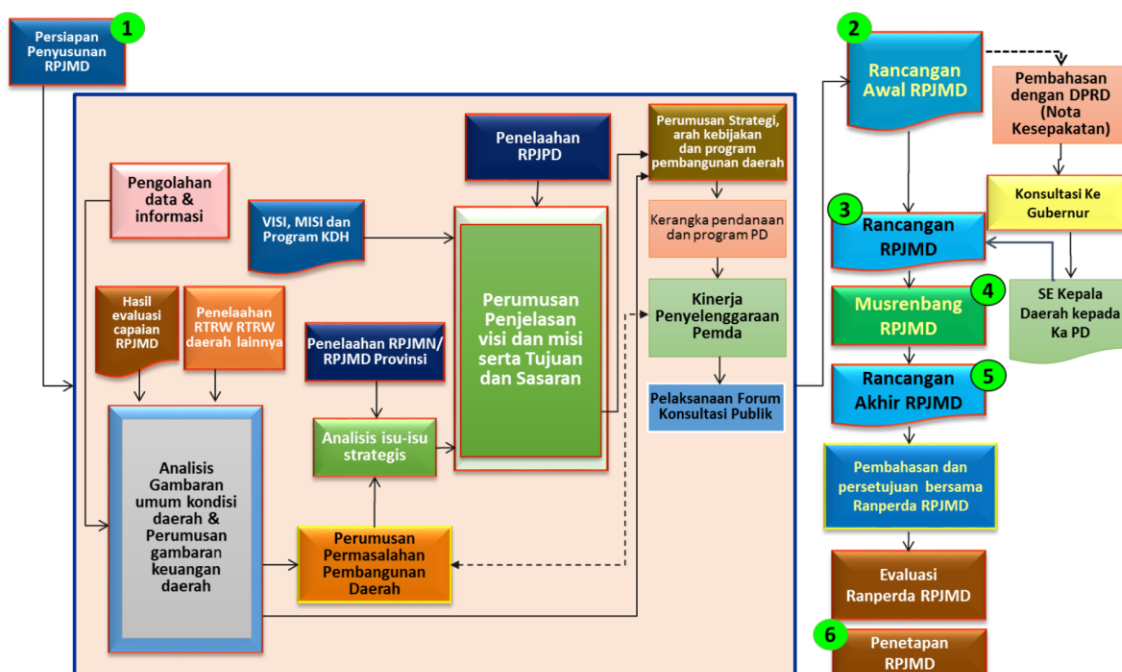 1
Persiapan
Penyusunan
RPJMD
Pengolahan
data &
informasi
VISI, MISI dan
Program KDH
Penelaahan
RPJPD
Hasil
evaluasi
capaian
RPJMD
Penelaahan
RTRW RTRW
daerah lainnya
Penelaahan RPJMN/
RPJMD Provinsi
Perumusan
Penjelasan
visi dan misi
serta Tujuan
dan Sasaran
Analisis isu-isu
strategis
Analisis
Gambaran
umum kondisi
daerah &
Perumusan
gambaran
keuangan
daerah
Perumusan
Permasalahan
Pembangunan
Daerah
Perumusan Strategi,
arah kebijakan
dan program
pembangunan daerah
Kerangka pendanaan
dan program PD
Kinerja
Penyelenggaraan
Pemda
Pelaksanaan Forum
Konsultasi Publik
2
Rancangan
Awal RPJMD
Pembahasan
dengan DPRD
(Nota
Kesepakatan)
Konsultasi Ke
Gubernur
SE Kepala
Daerah kepada
Ka PD
3
Rancangan
RPJMD
4
Musrenbang
RPJMD
5
Rancangan
Akhir RPJMD
Pembahasan dan
persetujuan bersama
Ranperda RPJMD
Evaluasi
Ranperda RPJMD
6
Penetapan
RPJMD